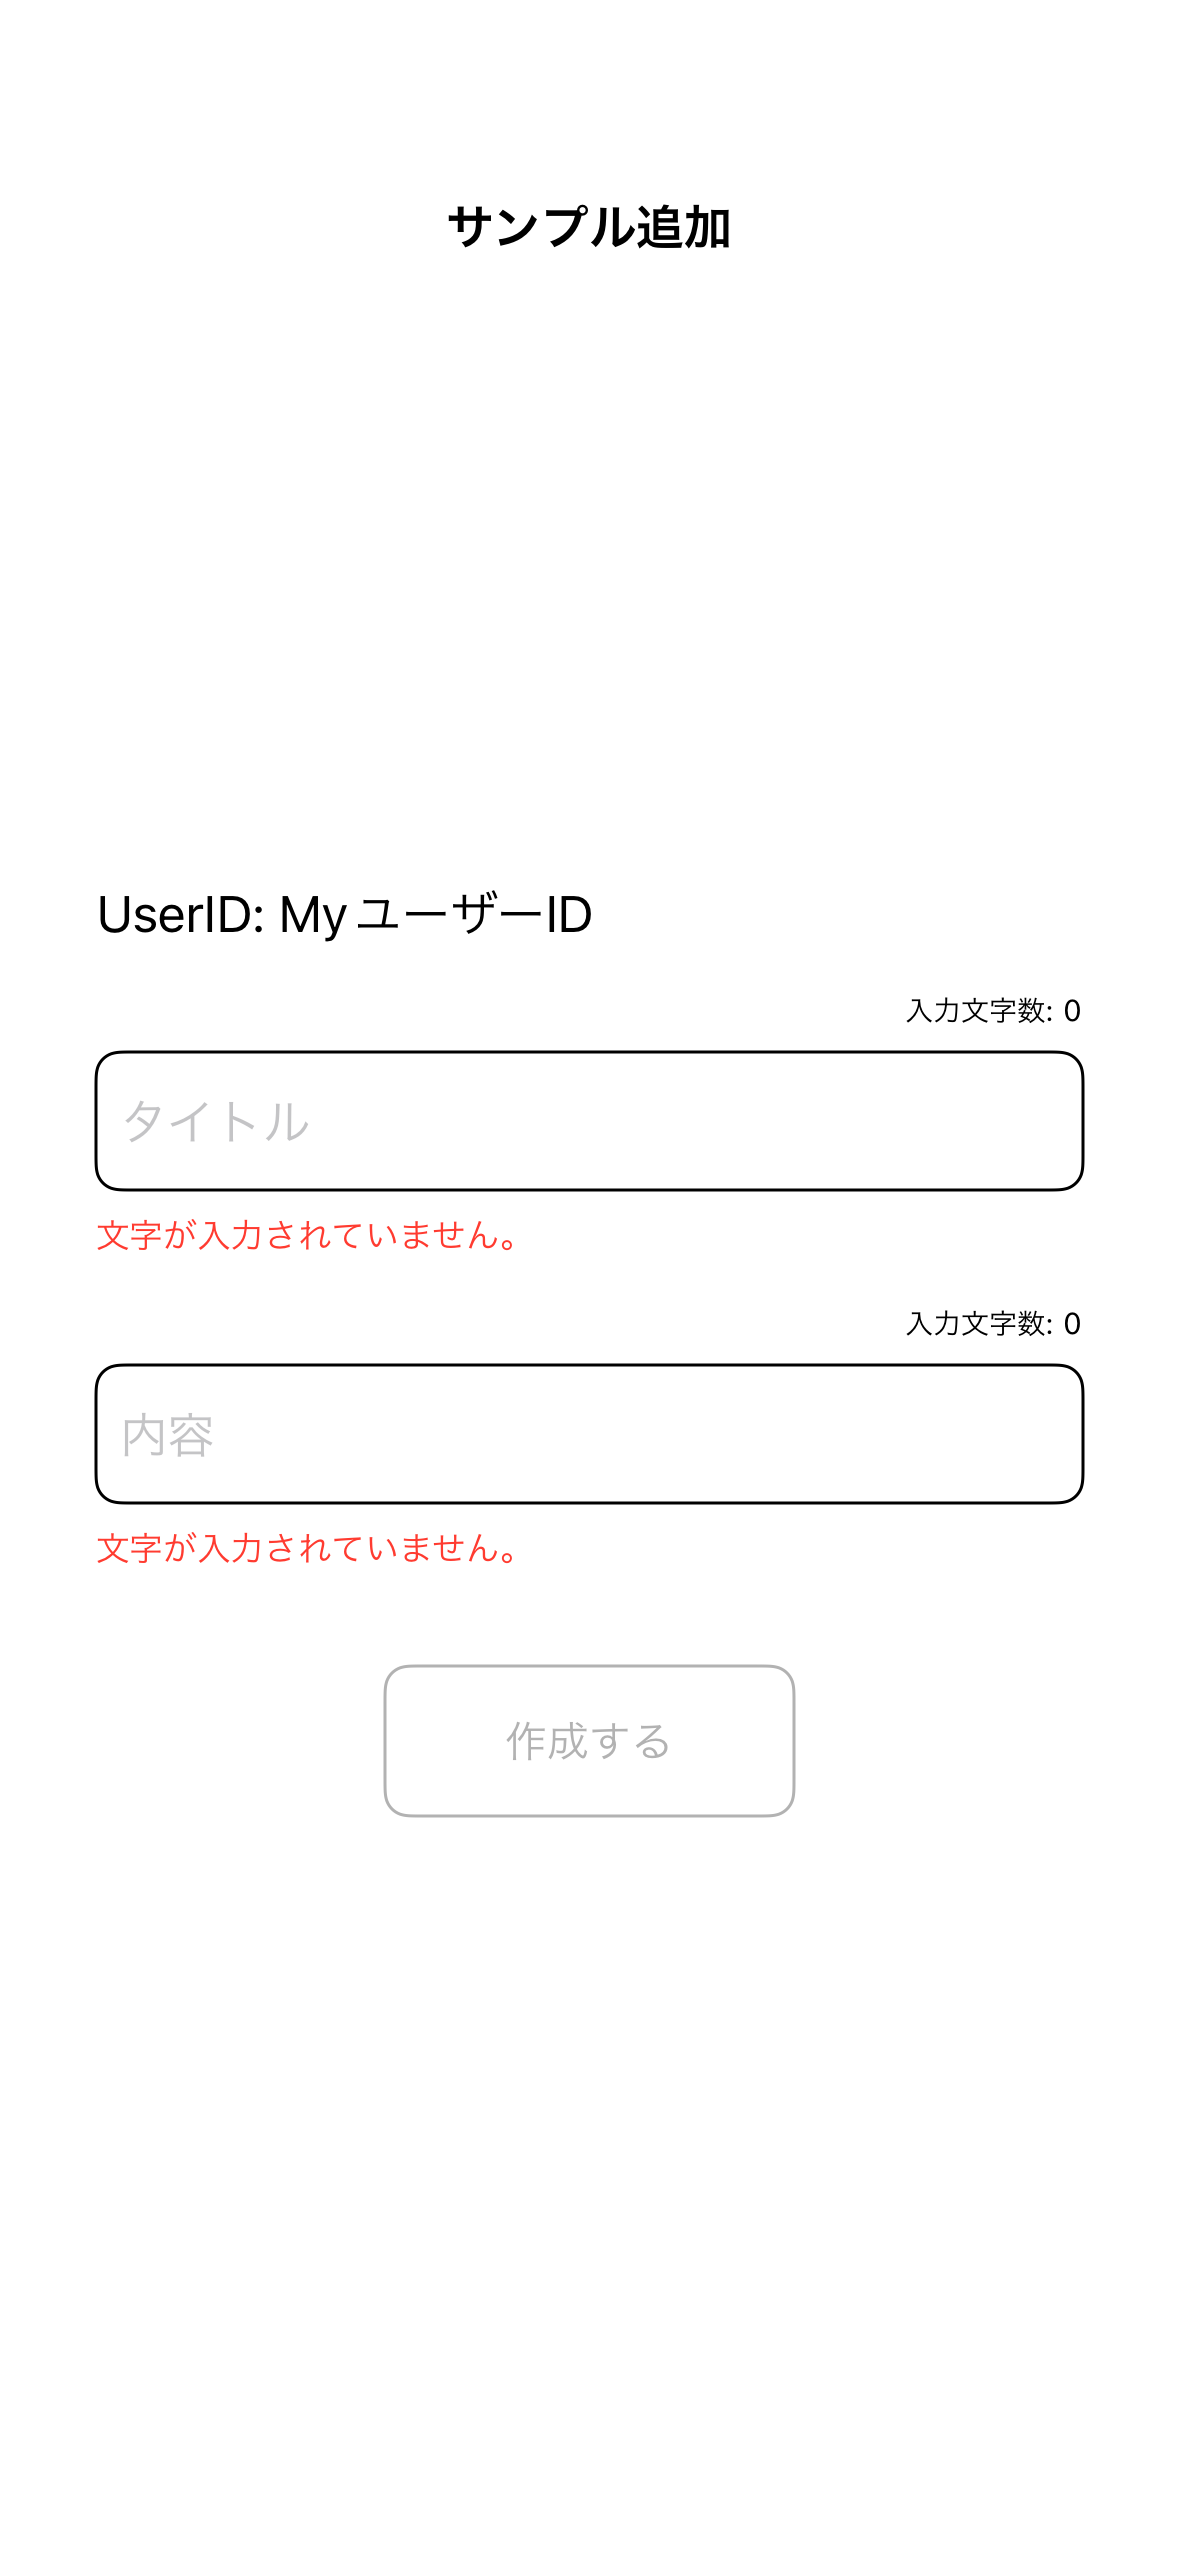 サンプル追加
UserID: MyユーザーID
入力文字数: 0
タイトル
文字が入力されていません。
入力文字数: 0
内容
文字が入力されていません。
作成する